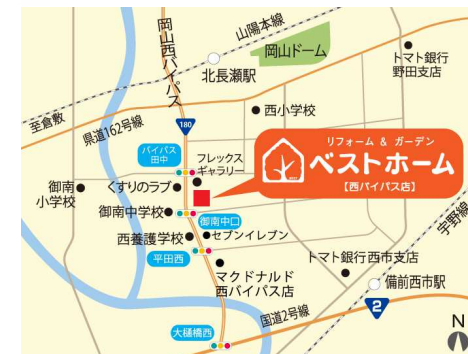 山陽本線
岡山西バイパス
岡山ドーム
北長瀬駅
トマト銀行
野田支店
至倉敷
県道162号線
180
西小学校
バイパス
田中
フレックス
ギャラリー
リフォーム & ガーデン
ベストホーム
【西バイパス店】
御南
小学校
くすりのラブ
御南中学校
御南中口
西養護学校
セブンイレブン
平田西
マクドナルド
西バイパス店
トマト銀行西市支店
宇野線
備前西市駅
大樋橋西
国道2号線
2
N